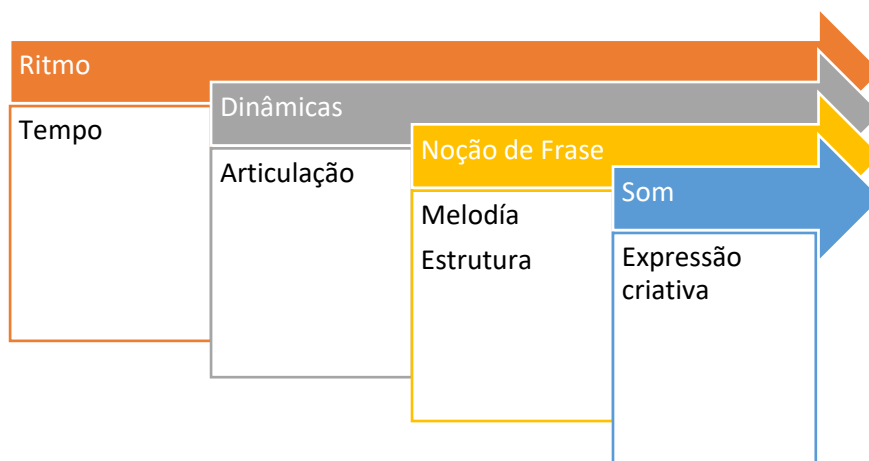 Ritmo
Tempo
Dinâmicas
Articulação
Noção de Frase
Melodía
Estrutura
Som
Expressão
criativa